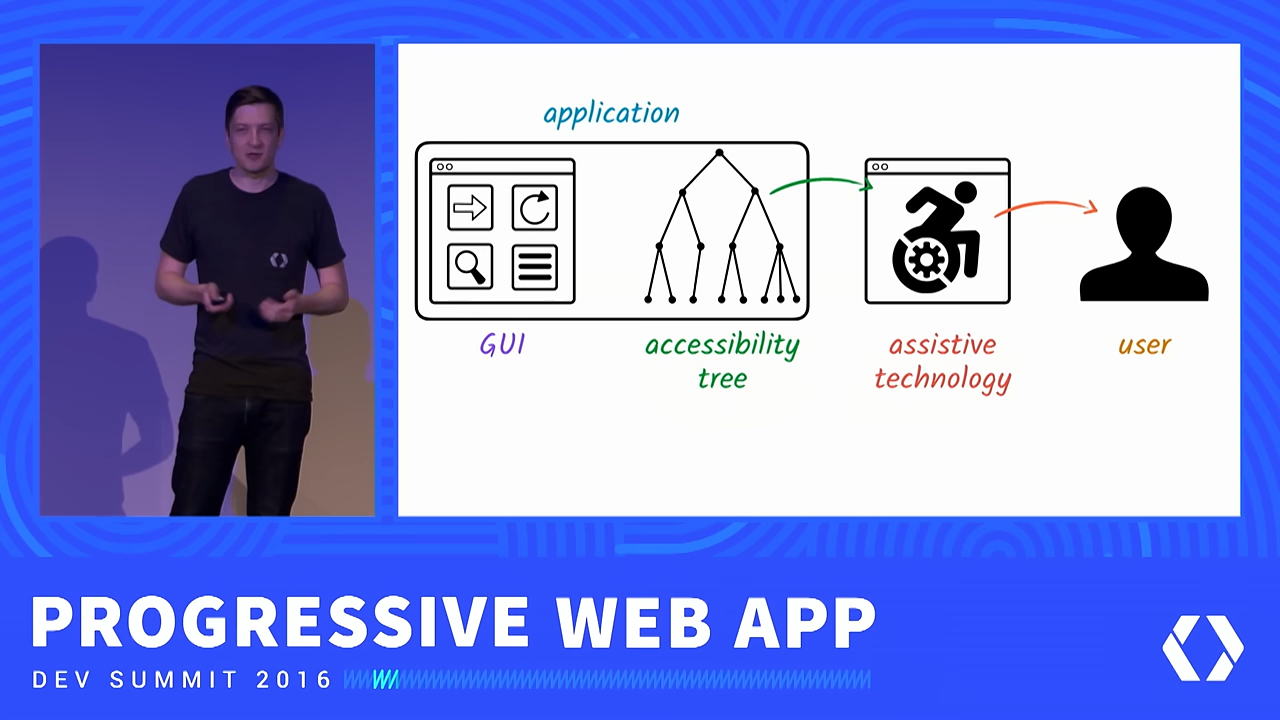 application
GUI
accessibility
tree
assistive
technology
user
PROGRESSIVE WEB APP
DEV SUMMIT 2016